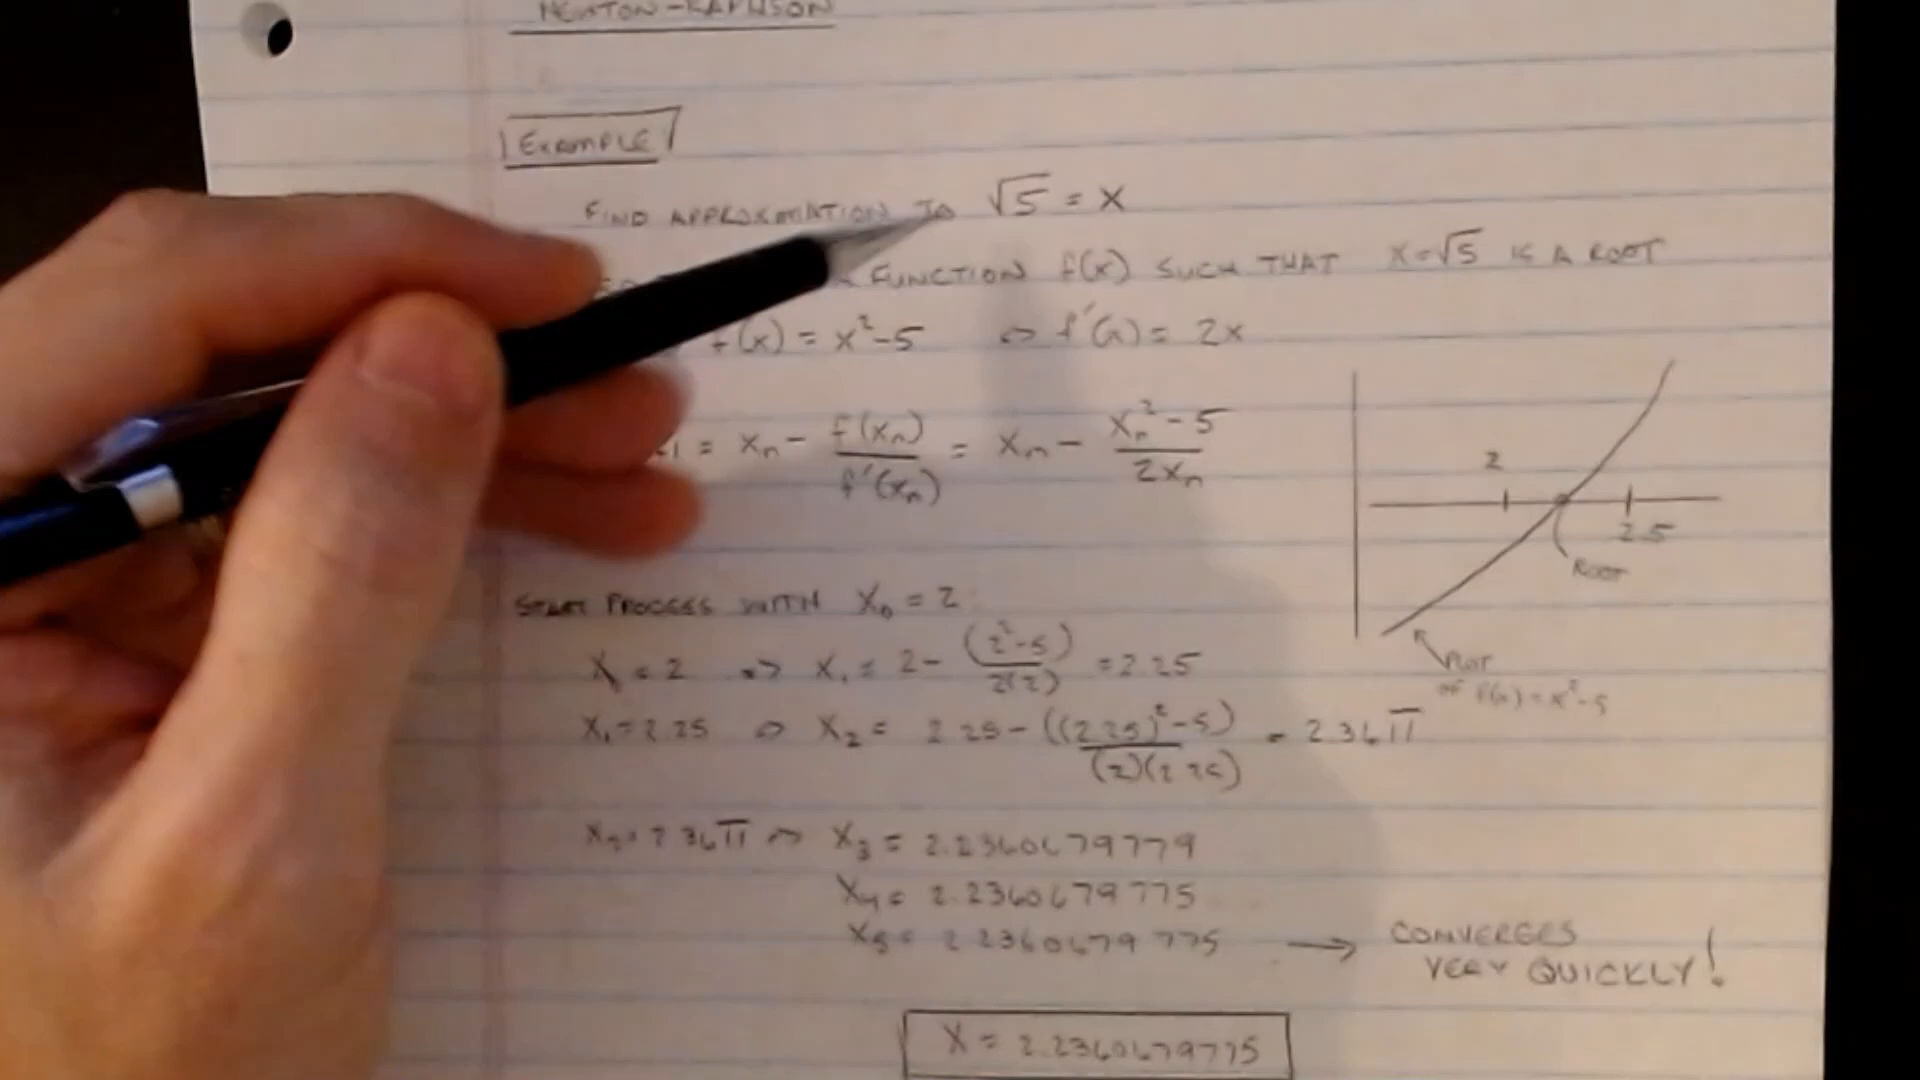 NEWTON-RAPHSON
EXAMPLE
FIND APPROXIMATION TO √5 = X
FUNCTION f(x) SUCH THAT X=√5 IS A ROOT
f(x) = x²-5 => f'(x) = 2x
= Xn - f(Xn)/f'(Xn) = Xn - (Xn²-5)/2Xn
2
2.5
ROOT
PLOT
OF f(x)=x²-5
START PROCESS WITH X₀ = 2
X₀ = 2 => X₁ = 2 - (2²-5)/2(2) = 2.25
X₁ = 2.25 => X₂ = 2.25 - ((2.25)²-5)/(2)(2.25) = 2.361̅1̅
X₂ = 2.361̅1̅ => X₃ = 2.2360679779
X₄ = 2.2360679775
X₅ = 2.2360679775 → CONVERGES
VERY QUICKLY!
X = 2.2360679775